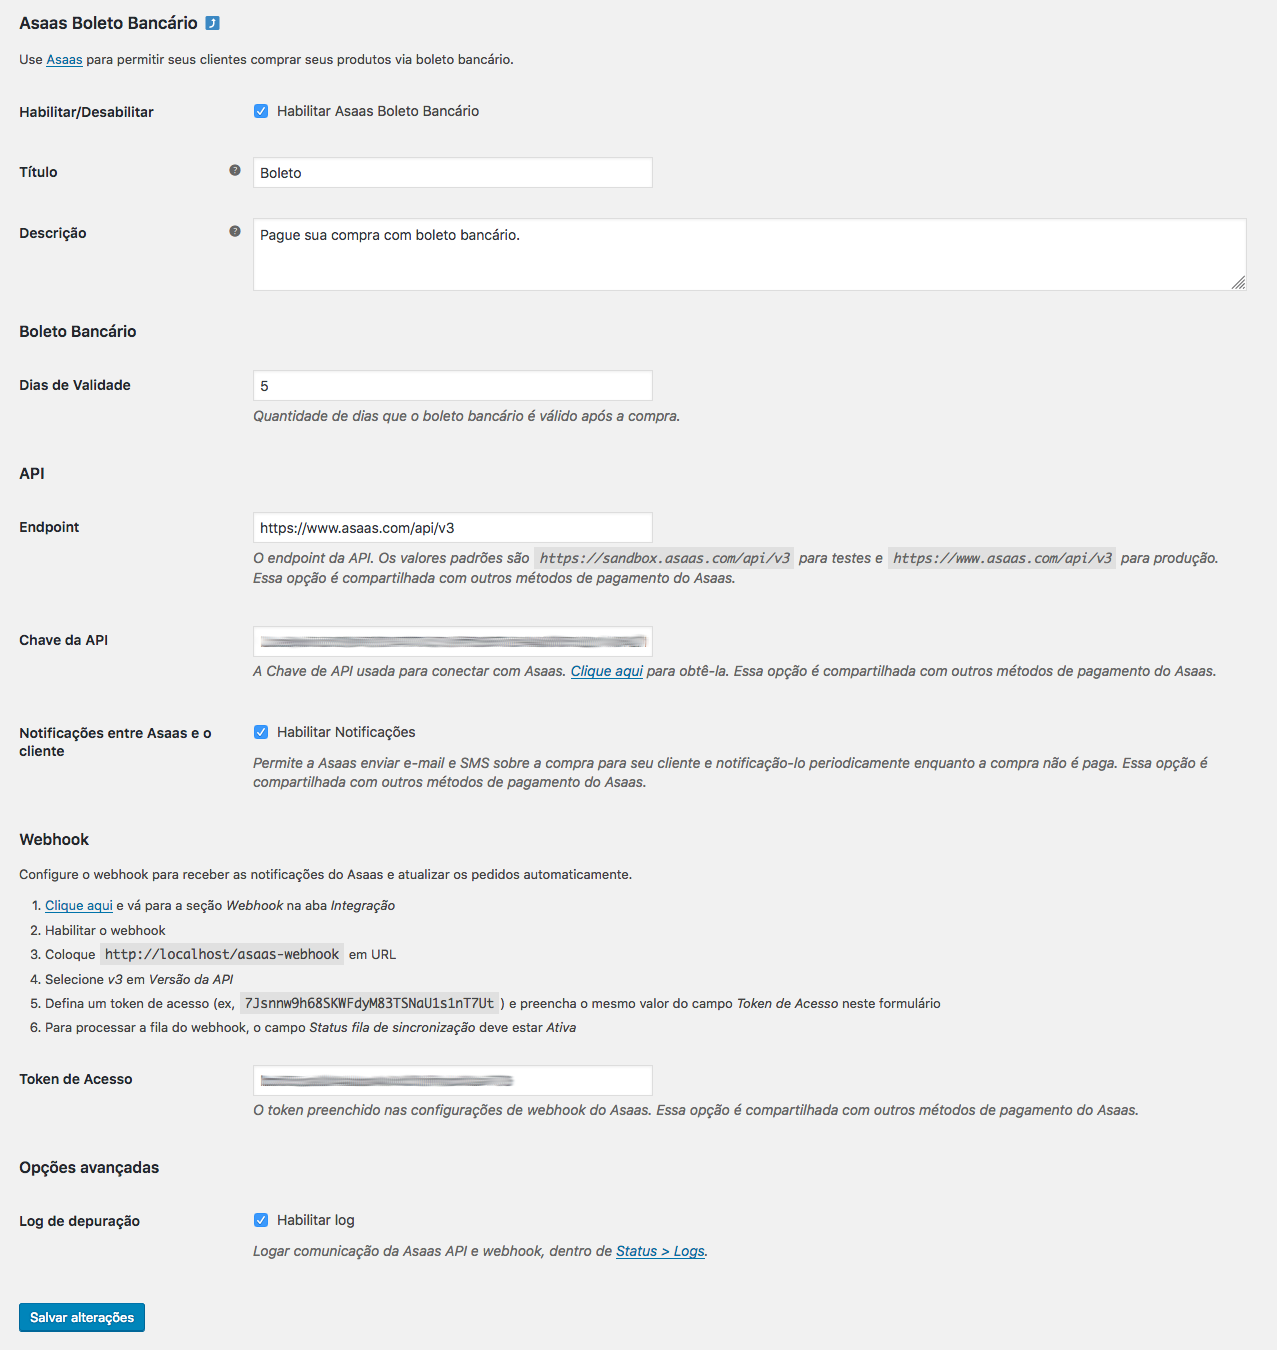 Asaas Boleto Bancário
Use Asaas para permitir seus clientes comprar seus produtos via boleto bancário.
Habilitar/Desabilitar
Habilitar Asaas Boleto Bancário
Título
Boleto
Descrição
Pague sua compra com boleto bancário.
Boleto Bancário
Dias de Validade
5
Quantidade de dias que o boleto bancário é válido após a compra.
API
Endpoint
https://www.asaas.com/api/v3
O endpoint da API. Os valores padrões são https://sandbox.asaas.com/api/v3 para testes e https://www.asaas.com/api/v3 para produção.
Essa opção é compartilhada com outros métodos de pagamento do Asaas.
Chave da API
A Chave de API usada para conectar com Asaas. Clique aqui para obtê-la. Essa opção é compartilhada com outros métodos de pagamento do Asaas.
Notificações entre Asaas e o
cliente
Habilitar Notificações
Permite a Asaas enviar e-mail e SMS sobre a compra para seu cliente e notificação-lo periodicamente enquanto a compra não é paga. Essa opção é
compartilhada com outros métodos de pagamento do Asaas.
Webhook
Configure o webhook para receber as notificações do Asaas e atualizar os pedidos automaticamente.
1. Clique aqui e vá para a seção Webhook na aba Integração
2. Habilitar o webhook
3. Coloque http://localhost/asaas-webhook em URL
4. Selecione v3 em Versão da API
5. Defina um token de acesso (ex, 7Jsnnw9h68SKWFdyM83TSNaU1s1nT7Ut ) e preencha o mesmo valor do campo Token de Acesso neste formulário
6. Para processar a fila do webhook, o campo Status fila de sincronização deve estar Ativa
Token de Acesso
O token preenchido nas configurações de webhook do Asaas. Essa opção é compartilhada com outros métodos de pagamento do Asaas.
Opções avançadas
Log de depuração
Habilitar log
Logar comunicação da Asaas API e webhook, dentro de Status > Logs.
Salvar alterações